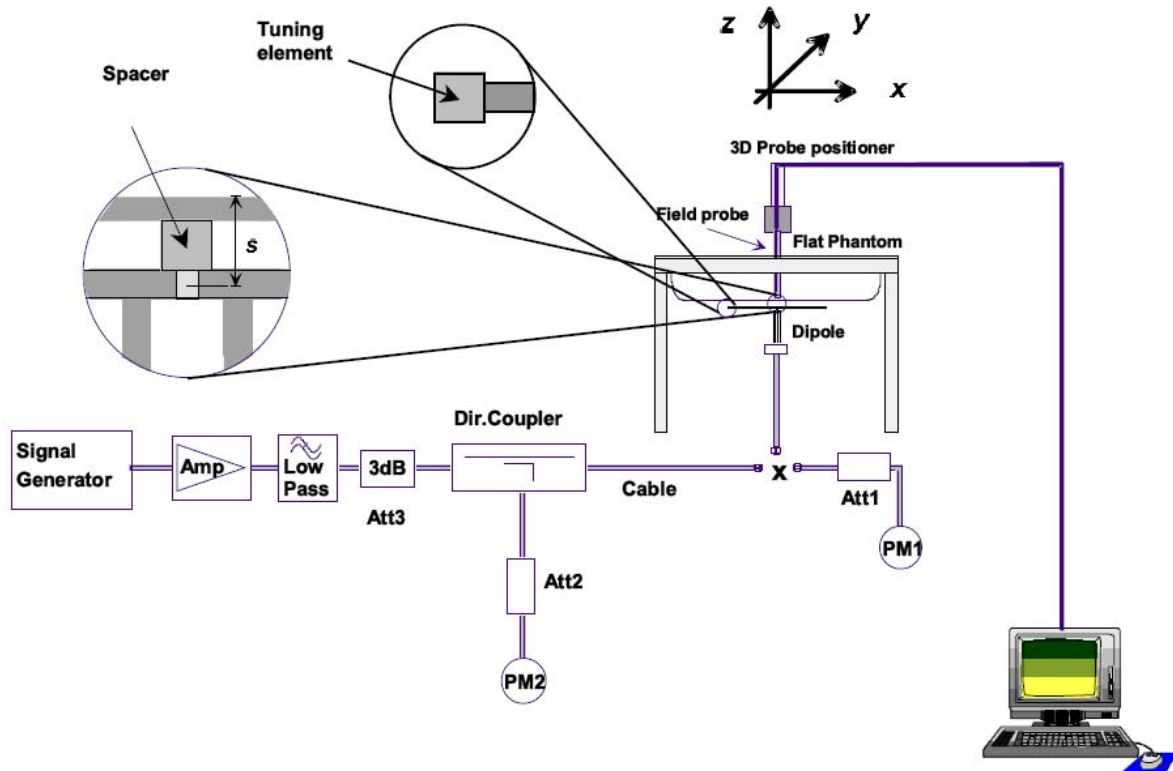 Tuning
element
Spacer
z
y
x
3D Probe positioner
s
Field probe
Flat Phantom
Dipole
Dir.Coupler
Signal
Generator
Amp
Low
Pass
3dB
Att3
Cable
x
Att1
PM1
Att2
PM2